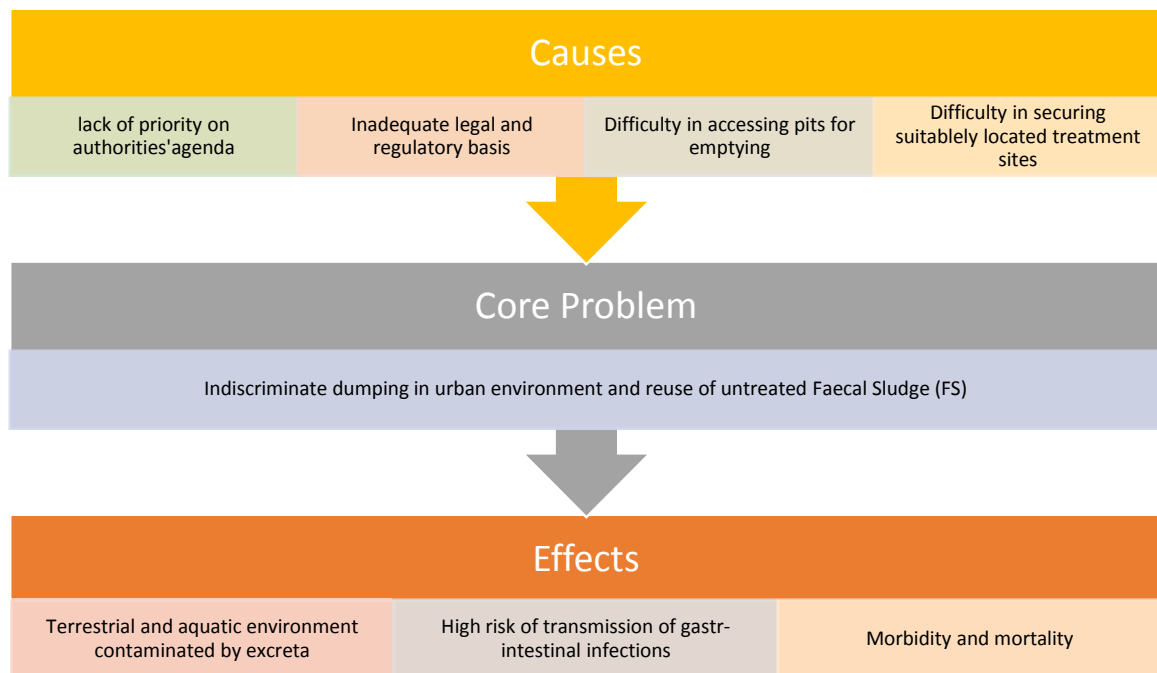 Causes
lack of priority on
authorities'agenda
Inadequate legal and
regulatory basis
Difficulty in accessing pits for
emptying
Difficulty in securing
suitablely located treatment
sites
Core Problem
Indiscriminate dumping in urban environment and reuse of untreated Faecal Sludge (FS)
Effects
Terrestrial and aquatic environment
contaminated by excreta
High risk of transmission of gastr-
intestinal infections
Morbidity and mortality